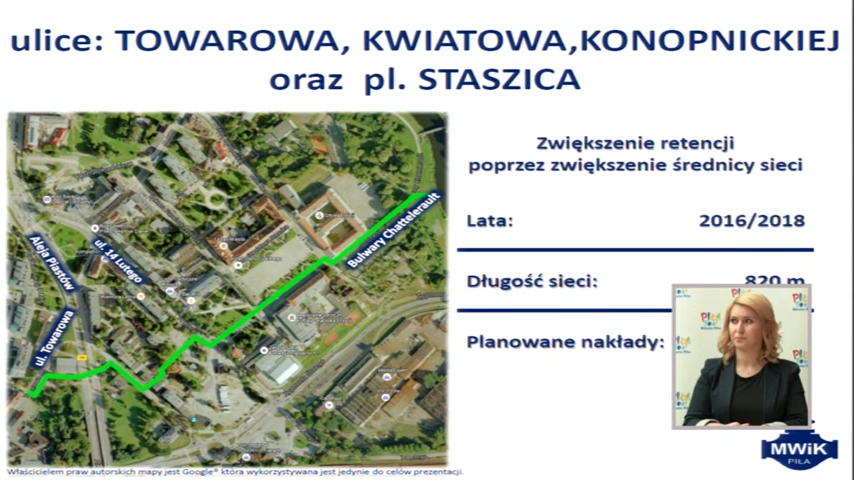 ulice: TOWAROWA, KWIATOWA,KONOPNICKIEJ
oraz pl. STASZICA
Zwiększenie retencji
poprzez zwiększenie średnicy sieci
Lata: 2016/2018
Długość sieci: 820 m
Planowane nakłady:
Aleja Piastów
ul. 14 Lutego
ul. Towarowa
Bulwary Chattelerault
MWiK
PIŁA
Właścicielem praw autorskich mapy jest Google® która wykorzystywana jest jedynie do celów prezentacji.